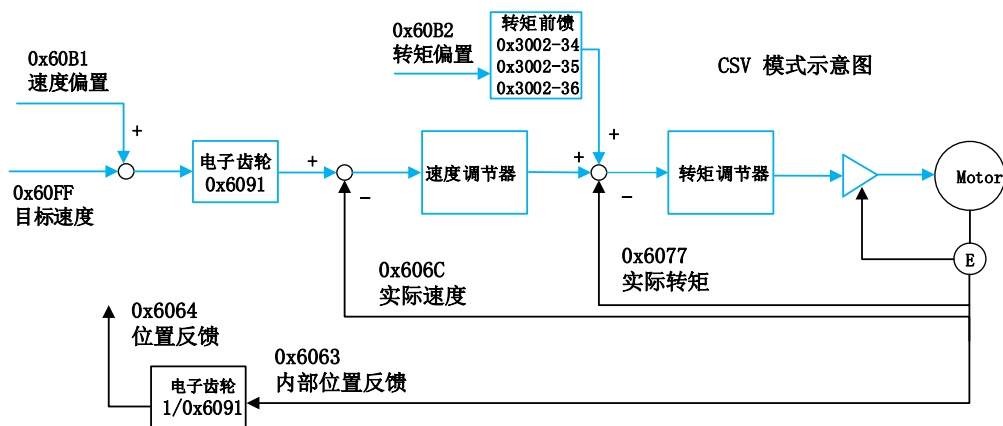 0x60B1
速度偏置
0x60B2
转矩偏置
转矩前馈
0x3002-34
0x3002-35
0x3002-36
CSV 模式示意图
+
+
0x60FF
目标速度
电子齿轮
0x6091
+
−
速度调节器
+
−
转矩调节器
Motor
E
0x606C
实际速度
0x6077
实际转矩
0x6064
位置反馈
0x6063
内部位置反馈
电子齿轮
1/0x6091